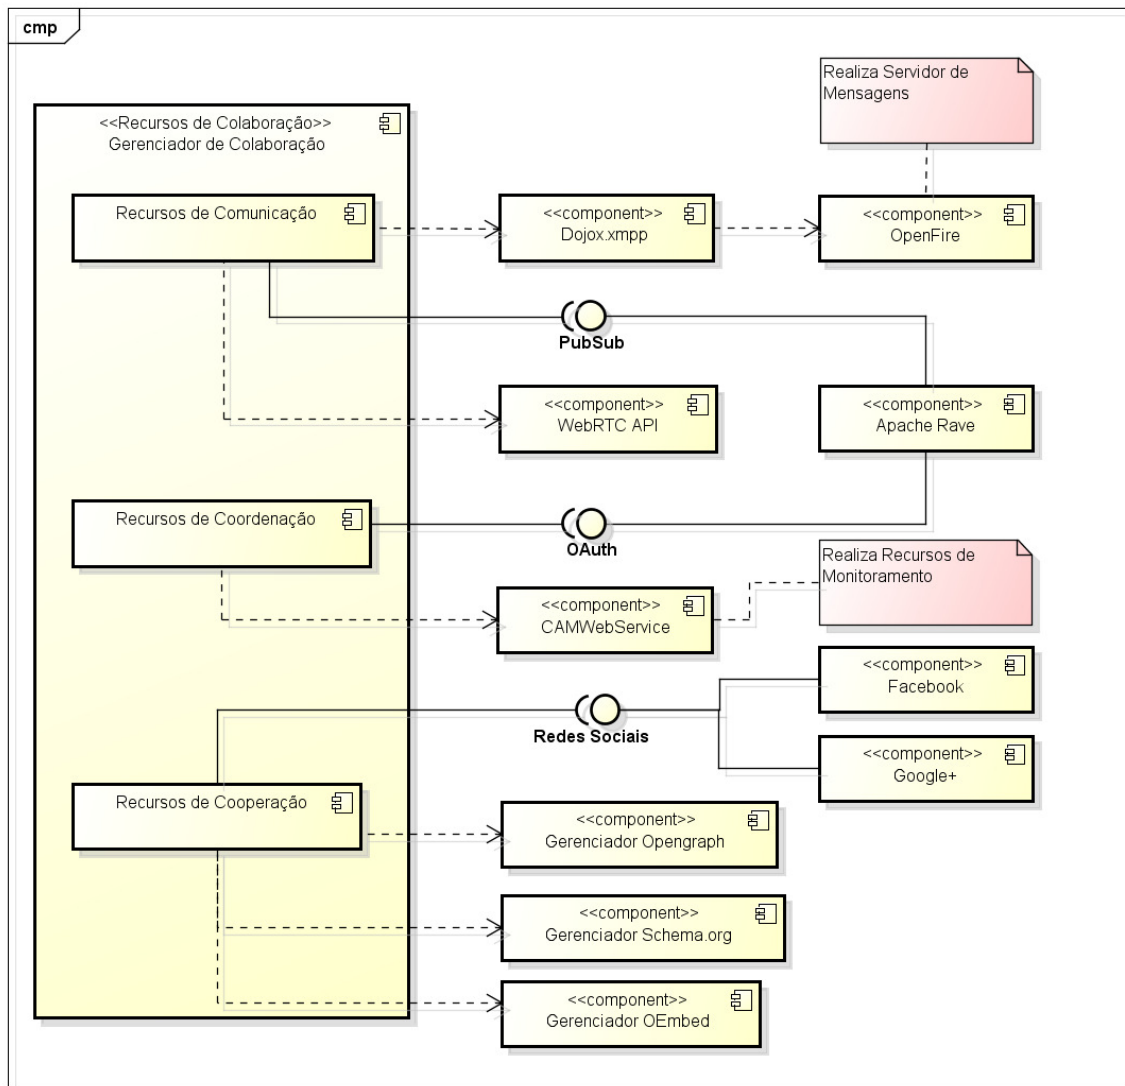 cmp
Realiza Servidor de
Mensagens
<<Recursos de Colaboração>>
Gerenciador de Colaboração
Recursos de Comunicação
<<component>>
Dojox.xmpp
<<component>>
OpenFire
PubSub
<<component>>
WebRTC API
<<component>>
Apache Rave
Recursos de Coordenação
OAuth
Realiza Recursos de
Monitoramento
<<component>>
CAMWebService
<<component>>
Facebook
Redes Sociais
<<component>>
Google+
Recursos de Cooperação
<<component>>
Gerenciador Opengraph
<<component>>
Gerenciador Schema.org
<<component>>
Gerenciador OEmbed